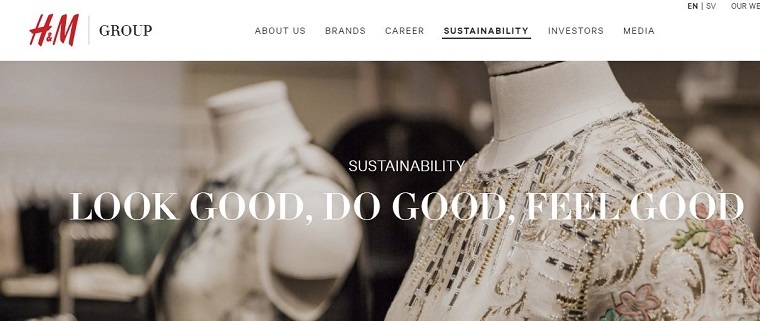 EN | SV OUR WE
H&M GROUP
ABOUT US BRANDS CAREER SUSTAINABILITY INVESTORS MEDIA
SUSTAINABILITY
LOOK GOOD, DO GOOD, FEEL GOOD